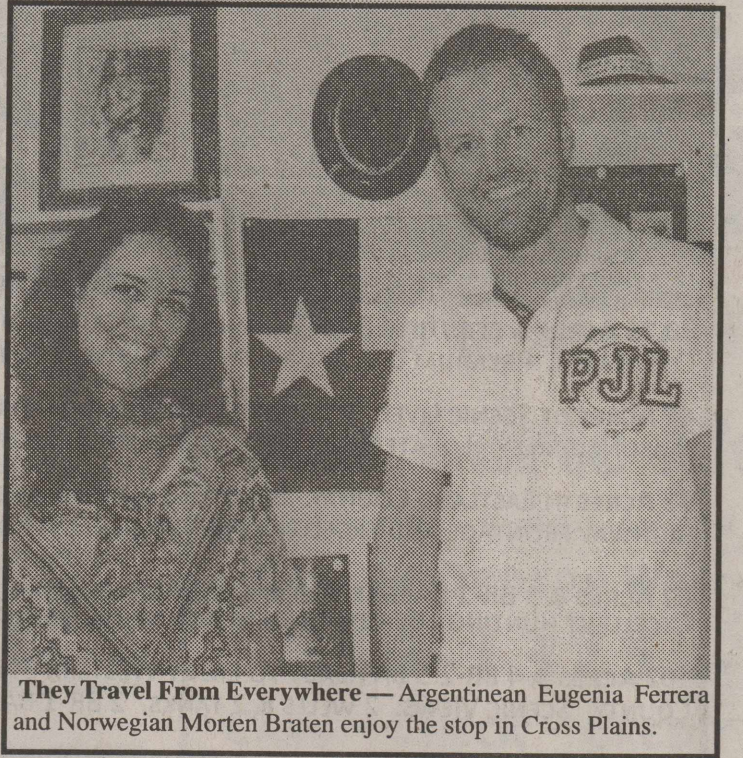 PJL
They Travel From Everywhere — Argentinean Eugenia Ferrera
and Norwegian Morten Braten enjoy the stop in Cross Plains.